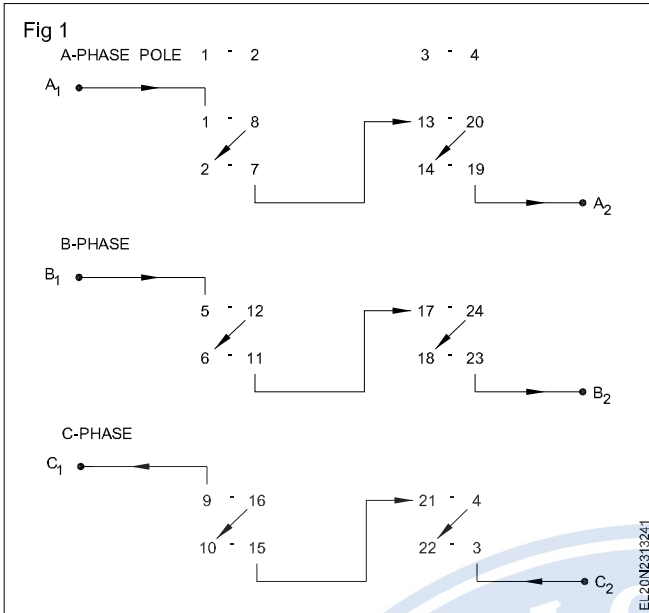 Fig 1
A-PHASE POLE 1 - 2 3 - 4
A1
1 - 8 13 - 20
2 - 7 14 - 19
A2
B-PHASE
B1
5 - 12 17 - 24
6 - 11 18 - 23
B2
C-PHASE
C1
9 - 16 21 - 4
10 - 15 22 - 3
C2
EL20N2313241